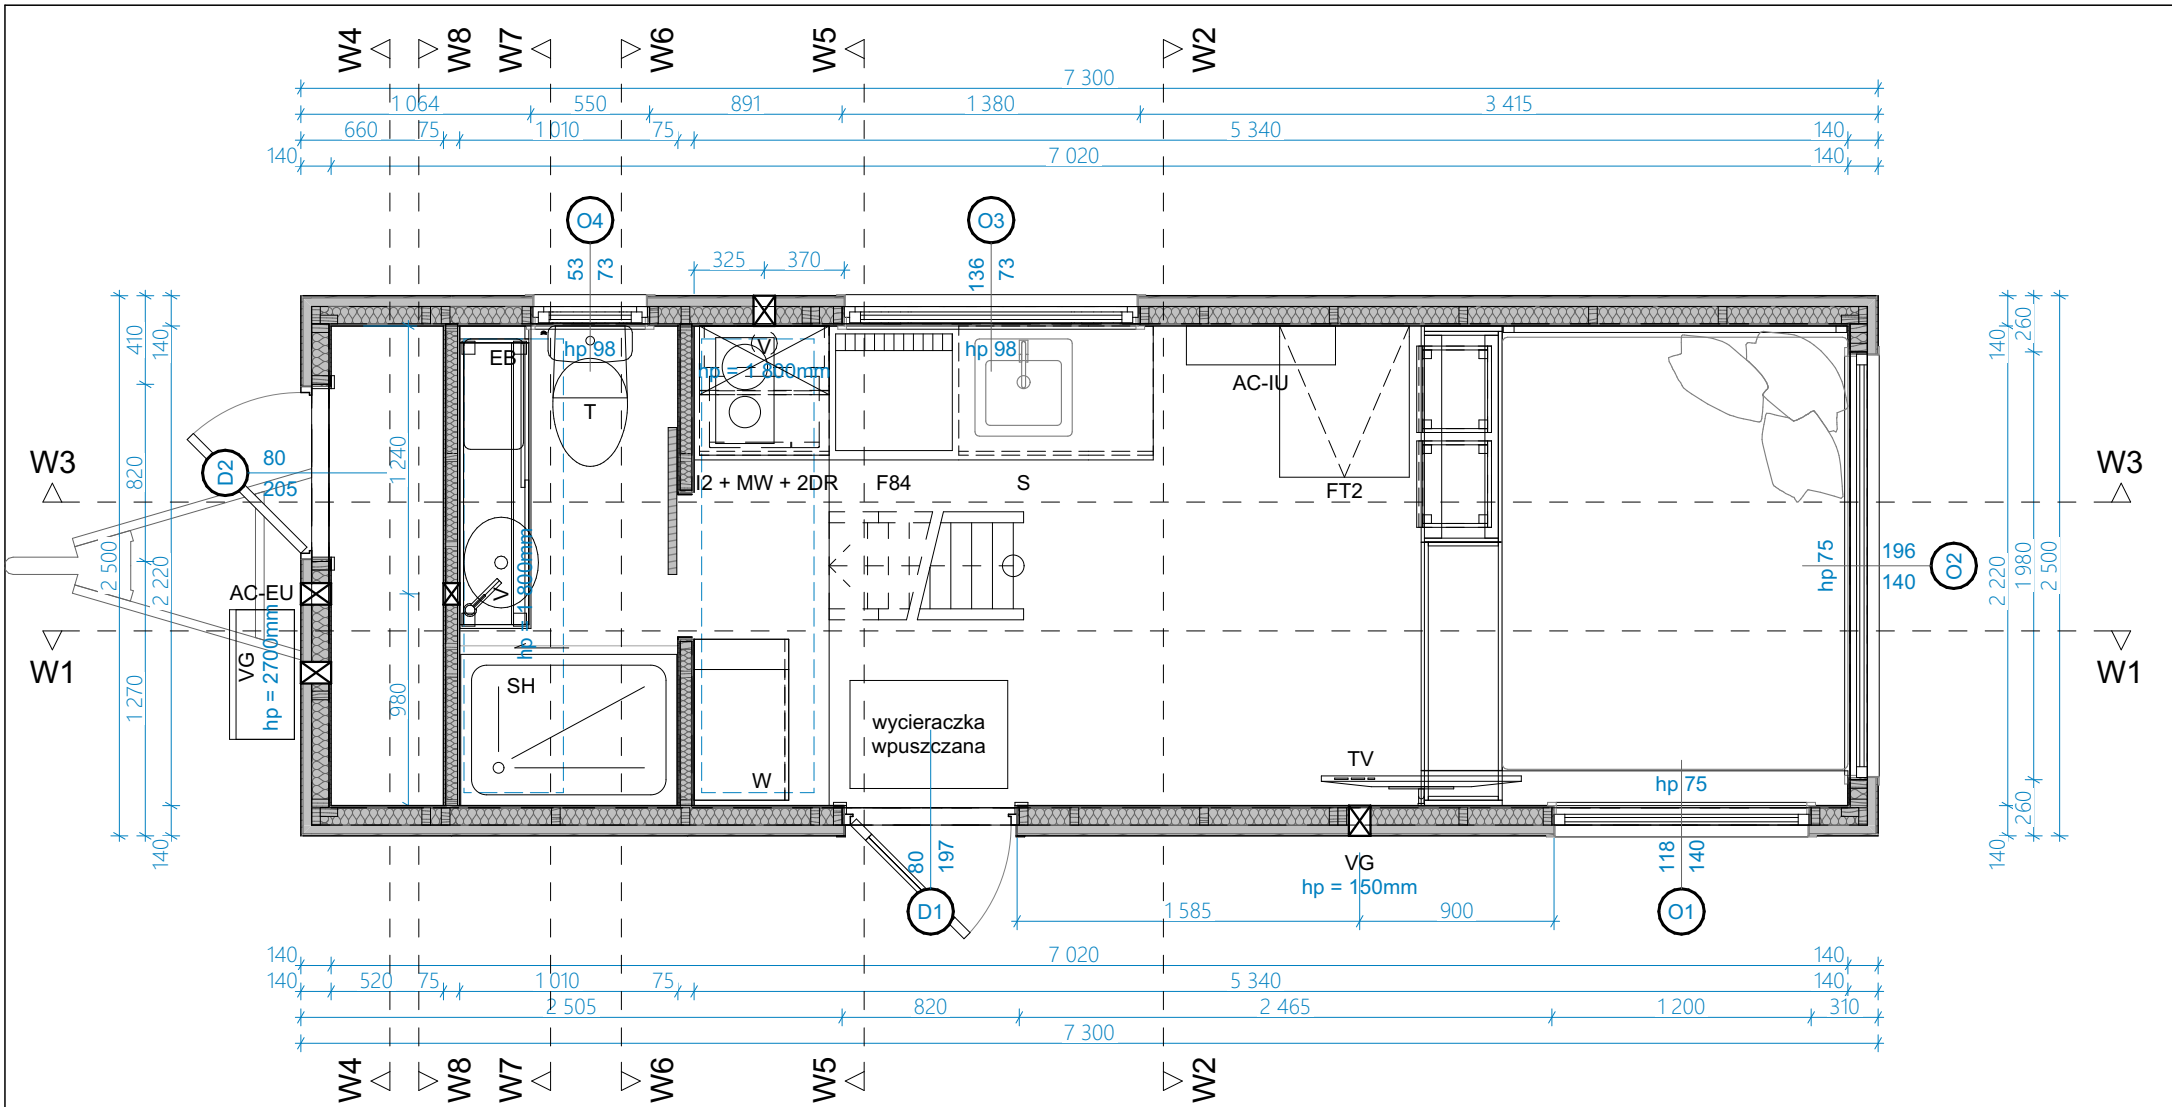 W4 W8 W7 W6 W5 W2
7 300
1 064 550 891 1 380 3 415
660 75 1 010 75 5 340 140
140 7 020 140
O4 O3
53 73 325 370 136 73
410 140 140 260
EB hp 98 V hp 98
hp = 1 800mm
AC-IU
T
W3 D2 80 W3
205
820 1 240
I2 + MW + 2DR F84 S FT2
2 500 2 220 hp = 1 800mm V hp 75 196 O2 2 220 1 980 2 500
140
AC-EU
W1 VG hp = 2700mm W1
1 270 980 SH
wycieraczka
wpuszczana
W TV
hp 75
140 80 197 118 140 140 260
VG
hp = 150mm
D1 1 585 900 O1
140 7 020 140
140 520 75 1 010 75 5 340 140
2 505 820 2 465 1 200 310
7 300
W4 W8 W7 W6 W5 W2